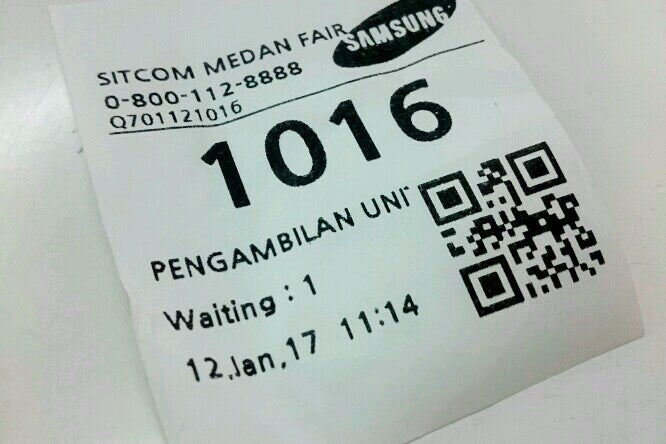 SAMSUNG
SITCOM MEDAN FAIR
0-800-112-8888
Q701121016
1016
PENGAMBILAN UNI
Waiting : 1
12,Jan,17 11:14